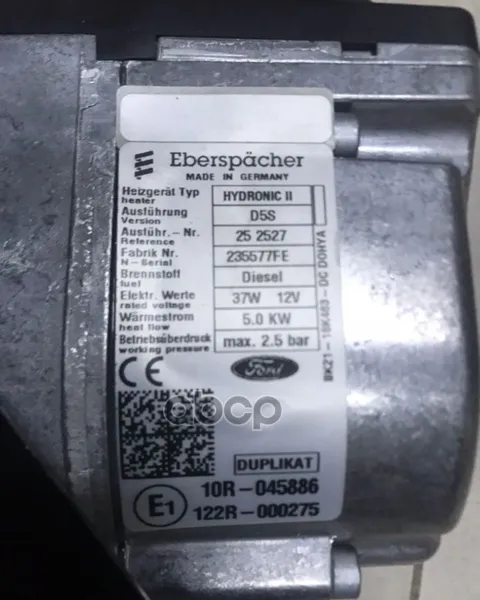 Eberspächer
MADE IN GERMANY
Heizgerät Typ HYDRONIC II
heater
Ausführung D5S
Version
Ausführ.- Nr. 25 2527
Reference
Fabrik Nr. 235577FE
N-Serial
Brennstoff Diesel
fuel
Elektr. Werte 37W 12V
rated voltage
Wärmestrom 5.0 KW
heat flow
Betriebsüberdruck max. 2.5 bar
working pressure
BK21-18K463-DC DOHYA
CE Ford
abcp
DUPLIKAT
E1 10R-045886
122R-000275